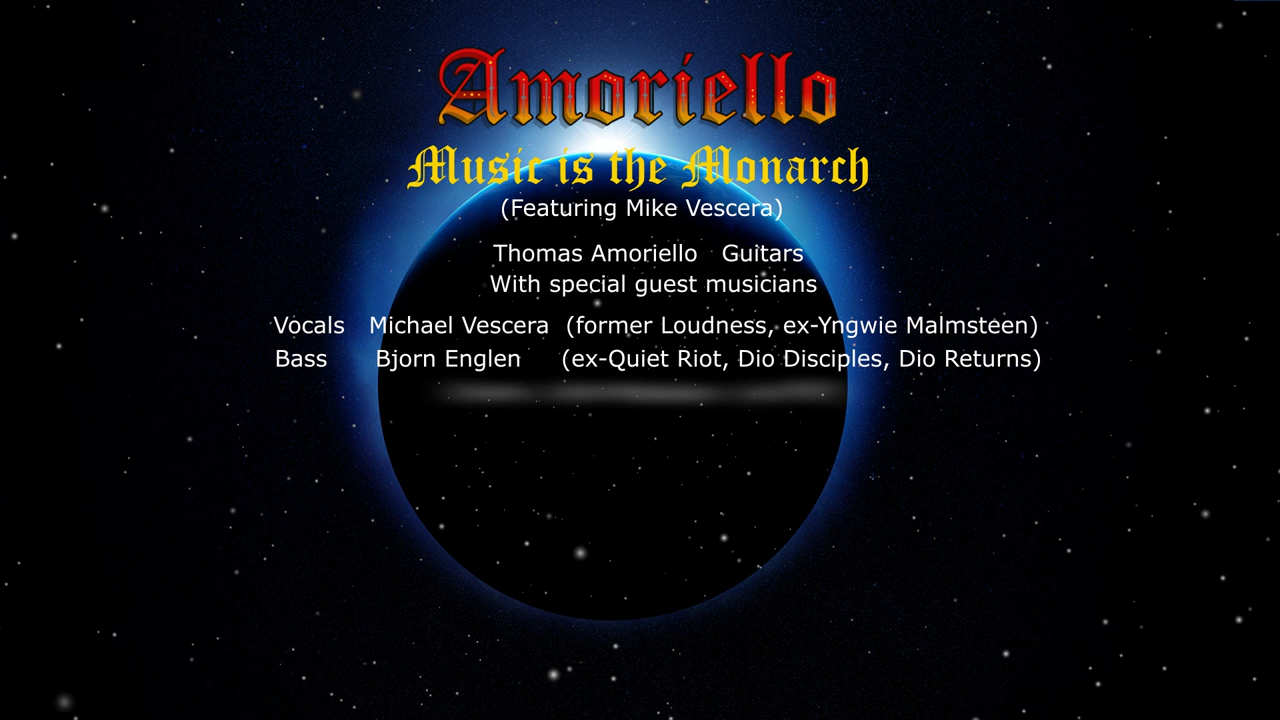 Amoriello
Music is the Monarch
(Featuring Mike Vescera)
Thomas Amoriello Guitars
With special guest musicians
Vocals Michael Vescera (former Loudness, ex-Yngwie Malmsteen)
Bass Bjorn Englen (ex-Quiet Riot, Dio Disciples, Dio Returns)